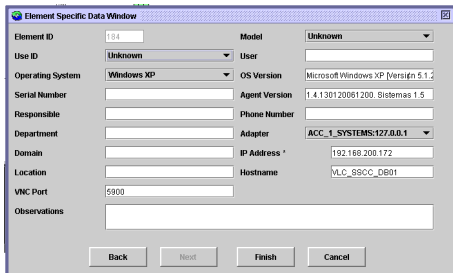 Element Specific Data Window
Element ID 184 Model Unknown
Use ID Unknown User
Operating System Windows XP OS Version Microsoft Windows XP [Versión 5.1.2
Serial Number Agent Version 1.4.130120061200. Sistemas 1.5
Responsible Phone Number
Department Adapter ACC_1_SYSTEMS:127.0.0.1
Domain IP Address * 192.168.200.172
Location Hostname VLC_SSCC_DB01
VNC Port 5900
Observations
Back Next Finish Cancel